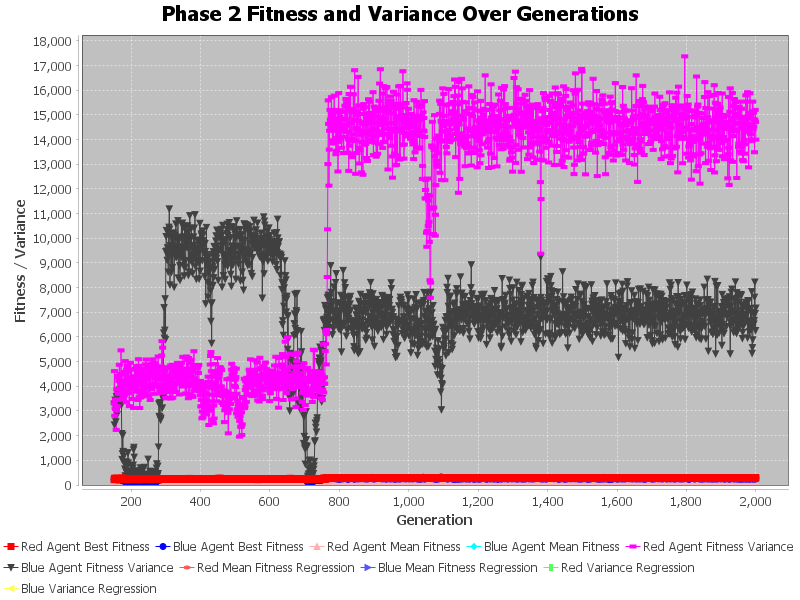 Phase 2 Fitness and Variance Over Generations
18,000
17,000
16,000
15,000
14,000
13,000
12,000
11,000
10,000
9,000
8,000
7,000
6,000
5,000
4,000
3,000
2,000
1,000
0
Fitness / Variance
200 400 600 800 1,000 1,200 1,400 1,600 1,800 2,000
Generation
Red Agent Best Fitness Blue Agent Best Fitness Red Agent Mean Fitness Blue Agent Mean Fitness Red Agent Fitness Variance
Blue Agent Fitness Variance Red Mean Fitness Regression Blue Mean Fitness Regression Red Variance Regression
Blue Variance Regression